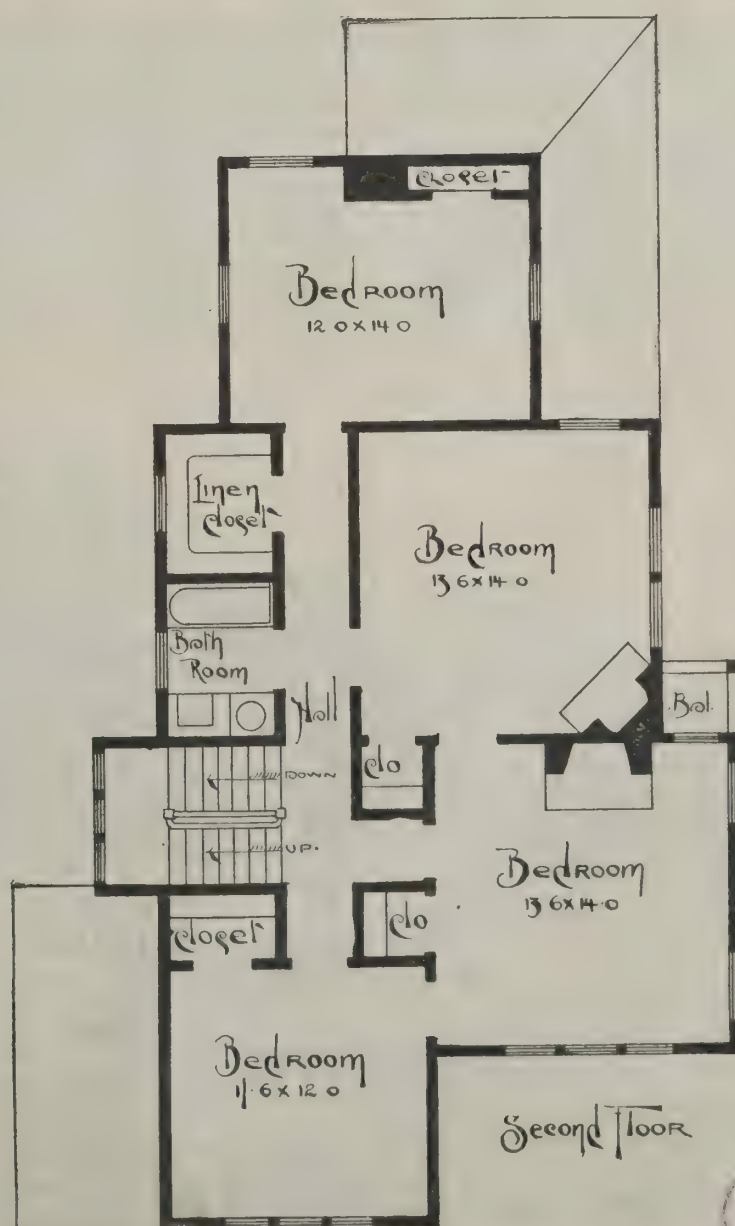 Closet
Bedroom
12 0 X 14 0
Linen
Closet
Bedroom
13 6 X 14 0
Bath
Room
Hall
Bal.
Clo
DOWN
UP.
Bedroom
13 6 X 14 0
Closet
Clo
Bedroom
11 6 X 12 0
Second Floor